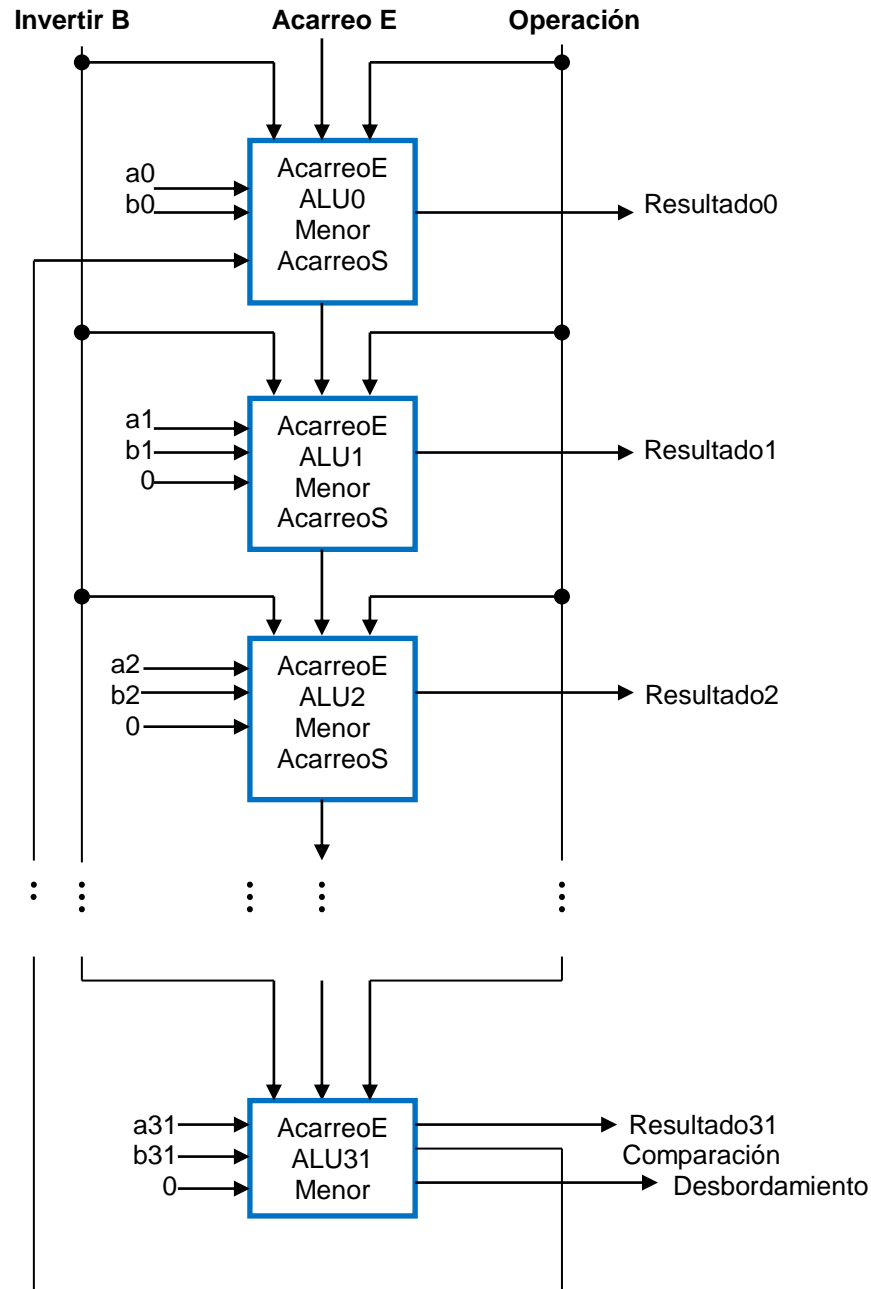 Invertir B
Acarreo E
Operación
a0
b0
AcarreoE
ALU0
Menor
AcarreoS
Resultado0
a1
b1
0
AcarreoE
ALU1
Menor
AcarreoS
Resultado1
a2
b2
0
AcarreoE
ALU2
Menor
AcarreoS
Resultado2
a31
b31
0
AcarreoE
ALU31
Menor
Resultado31
Comparación
Desbordamiento